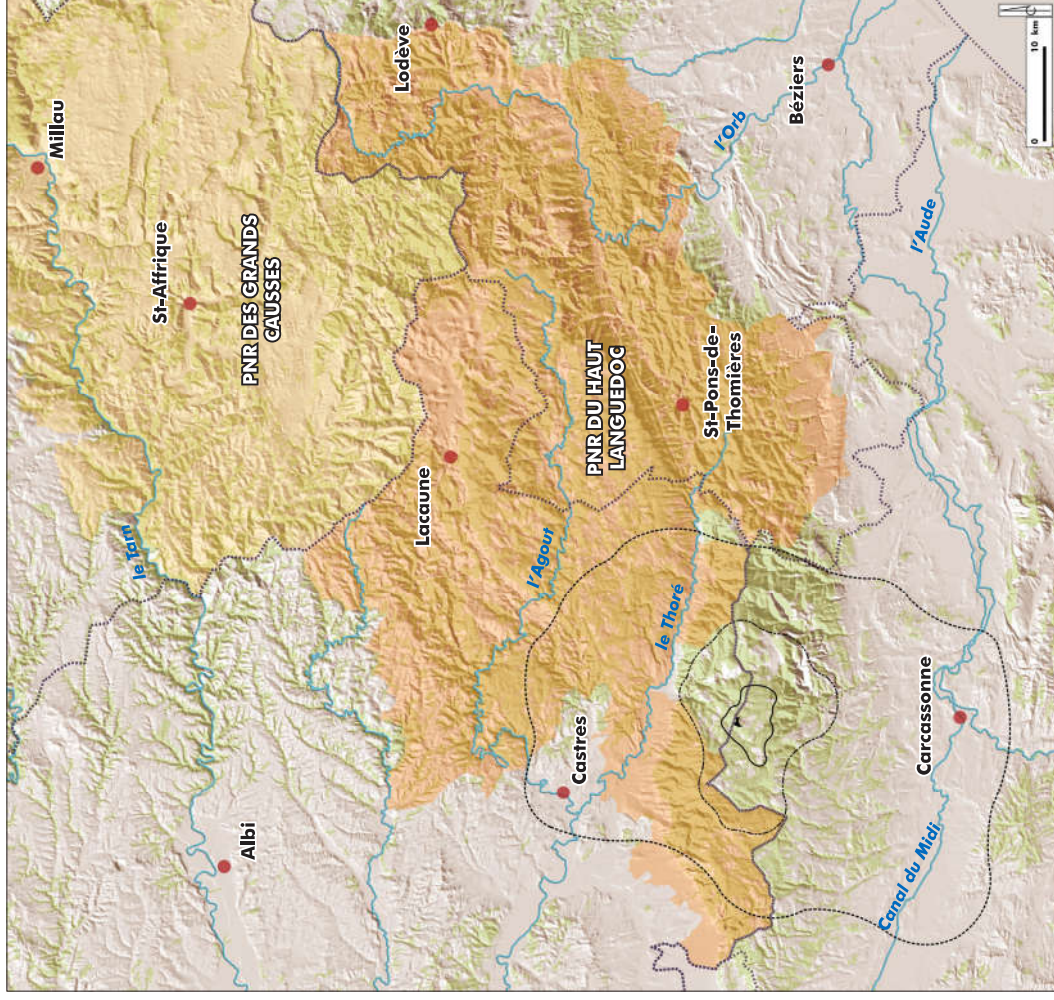 Millau
St-Affrique
PNR DES GRANDS
CAUSSES
le Tarn
Albi
Lodève
Lacaune
l'Agout
PNR DU HAUT
LANGUEDOC
St-Pons-de-
Thomières
le Thoré
Castres
l'Orb
Béziers
l'Aude
Carcassonne
Canal du Midi
0
10 km